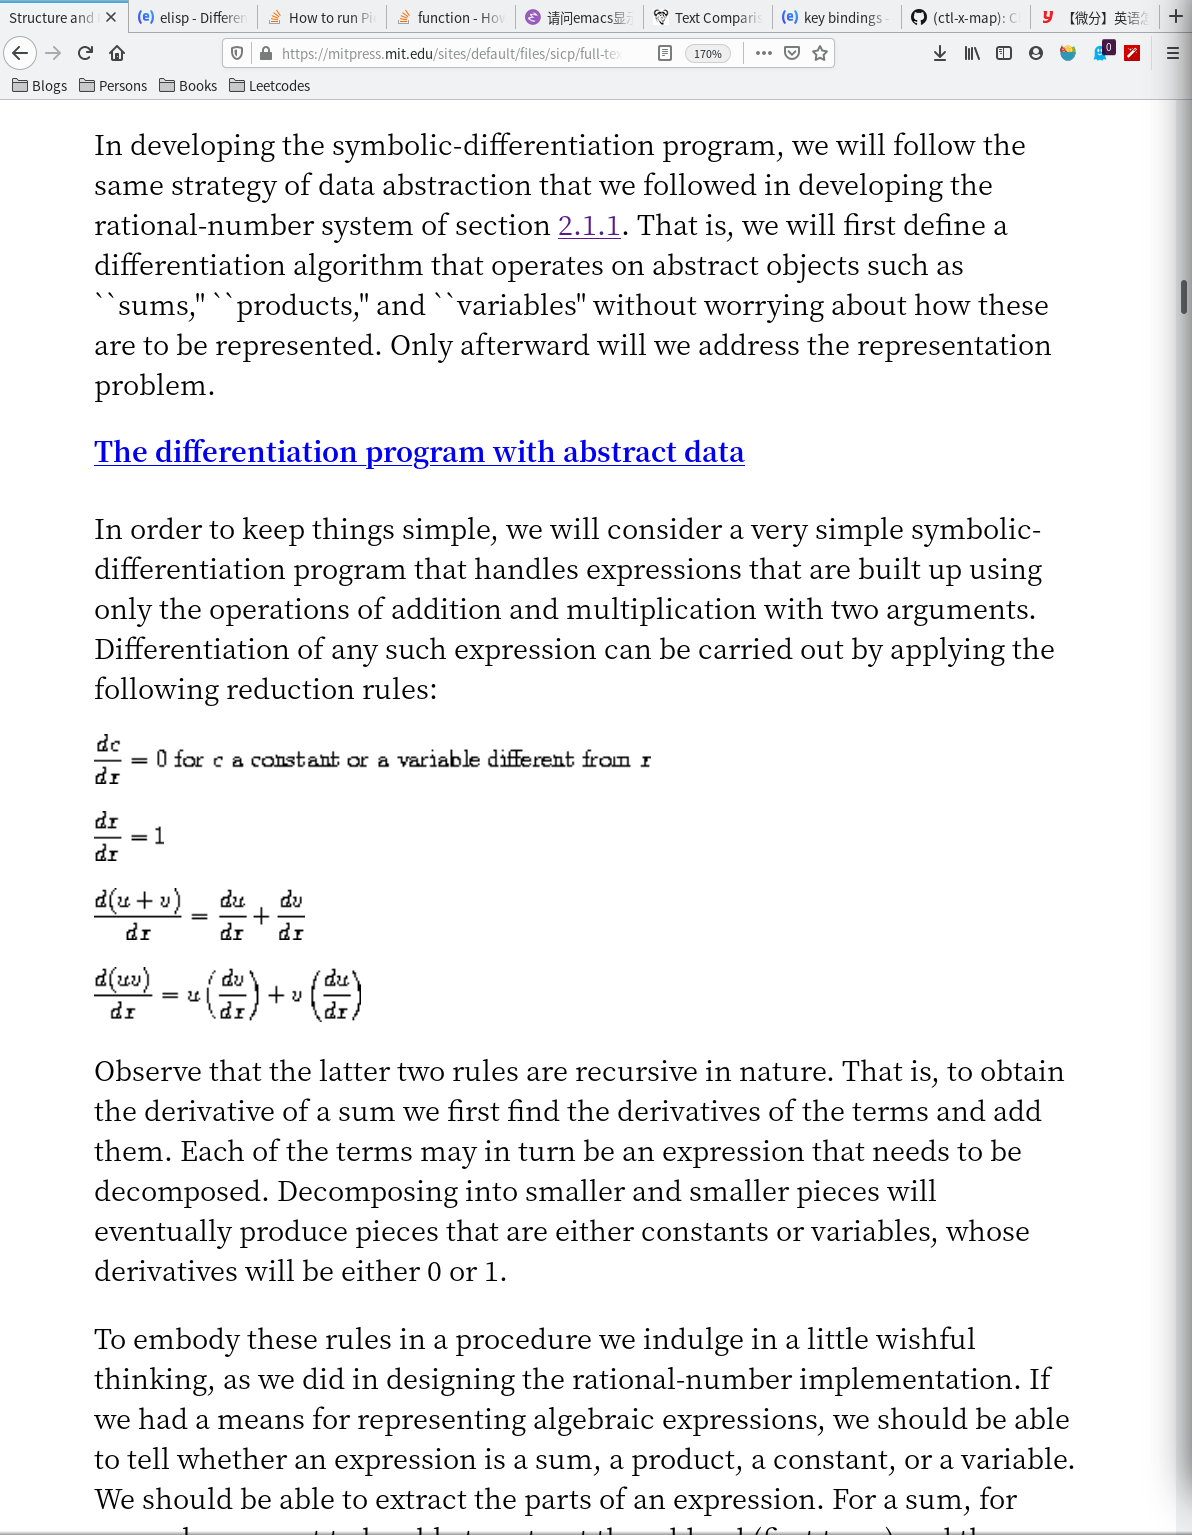 Structure and
elisp - Differen
How to run Pi
function - How
请问emacs显
Text Comparis
key bindings -
(ctl-x-map): C
【微分】英语怎
https://mitpress.mit.edu/sites/default/files/sicp/full-te
170%
0
Blogs Persons Books Leetcodes
In developing the symbolic-differentiation program, we will follow the
same strategy of data abstraction that we followed in developing the
rational-number system of section 2.1.1. That is, we will first define a
differentiation algorithm that operates on abstract objects such as
``sums,'' ``products,'' and ``variables'' without worrying about how these
are to be represented. Only afterward will we address the representation
problem.
The differentiation program with abstract data
In order to keep things simple, we will consider a very simple symbolic-
differentiation program that handles expressions that are built up using
only the operations of addition and multiplication with two arguments.
Differentiation of any such expression can be carried out by applying the
following reduction rules:
dc/dx = 0 for c a constant or a variable different from x
dx/dx = 1
d(u + v)/dx = du/dx + dv/dx
d(uv)/dx = u(dv/dx) + v(du/dx)
Observe that the latter two rules are recursive in nature. That is, to obtain
the derivative of a sum we first find the derivatives of the terms and add
them. Each of the terms may in turn be an expression that needs to be
decomposed. Decomposing into smaller and smaller pieces will
eventually produce pieces that are either constants or variables, whose
derivatives will be either 0 or 1.
To embody these rules in a procedure we indulge in a little wishful
thinking, as we did in designing the rational-number implementation. If
we had a means for representing algebraic expressions, we should be able
to tell whether an expression is a sum, a product, a constant, or a variable.
We should be able to extract the parts of an expression. For a sum, for